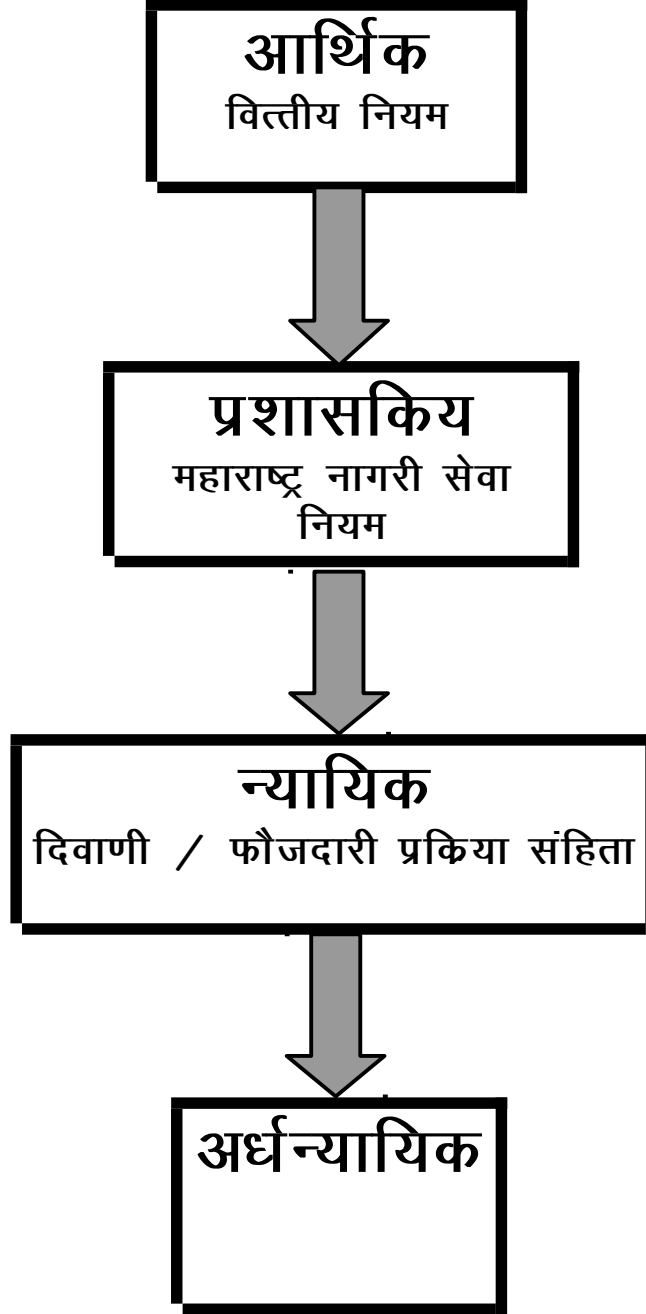 आर्थिक
वित्तीय नियम
प्रशासकिय
महाराष्ट्र नागरी सेवा
नियम
न्यायिक
दिवाणी / फौजदारी प्रक्रिया संहिता
अर्धन्यायिक